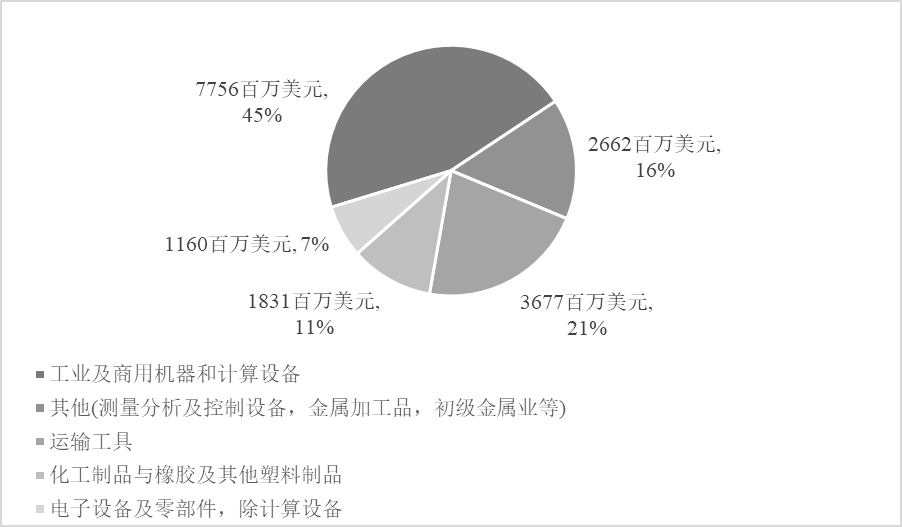 7756百万美元,
45%
2662百万美元,
16%
1160百万美元, 7%
1831百万美元,
11%
3677百万美元,
21%
工业及商用机器和计算设备
其他(测量分析及控制设备，金属加工品，初级金属业等)
运输工具
化工制品与橡胶及其他塑料制品
电子设备及零部件，除计算设备